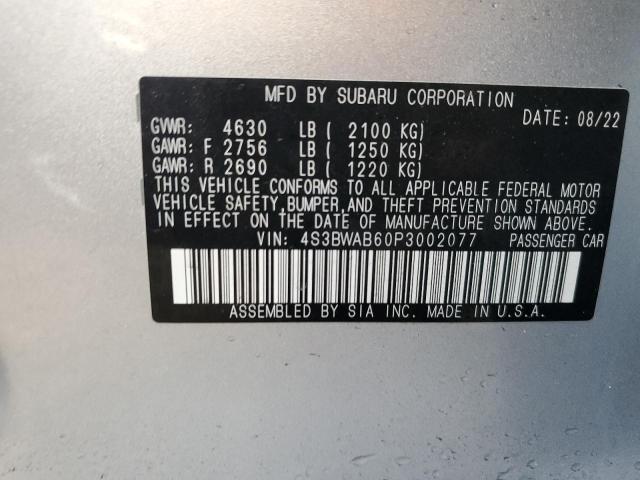 MFD BY SUBARU CORPORATION
DATE: 08/22
GVWR: 4630 LB ( 2100 KG)
GAWR: F 2756 LB ( 1250 KG)
GAWR: R 2690 LB ( 1220 KG)
THIS VEHICLE CONFORMS TO ALL APPLICABLE FEDERAL MOTOR
VEHICLE SAFETY,BUMPER,AND THEFT PREVENTION STANDARDS
IN EFFECT ON THE DATE OF MANUFACTURE SHOWN ABOVE.
VIN: 4S3BWAB60P3002077 PASSENGER CAR
ASSEMBLED BY SIA INC. MADE IN U.S.A.